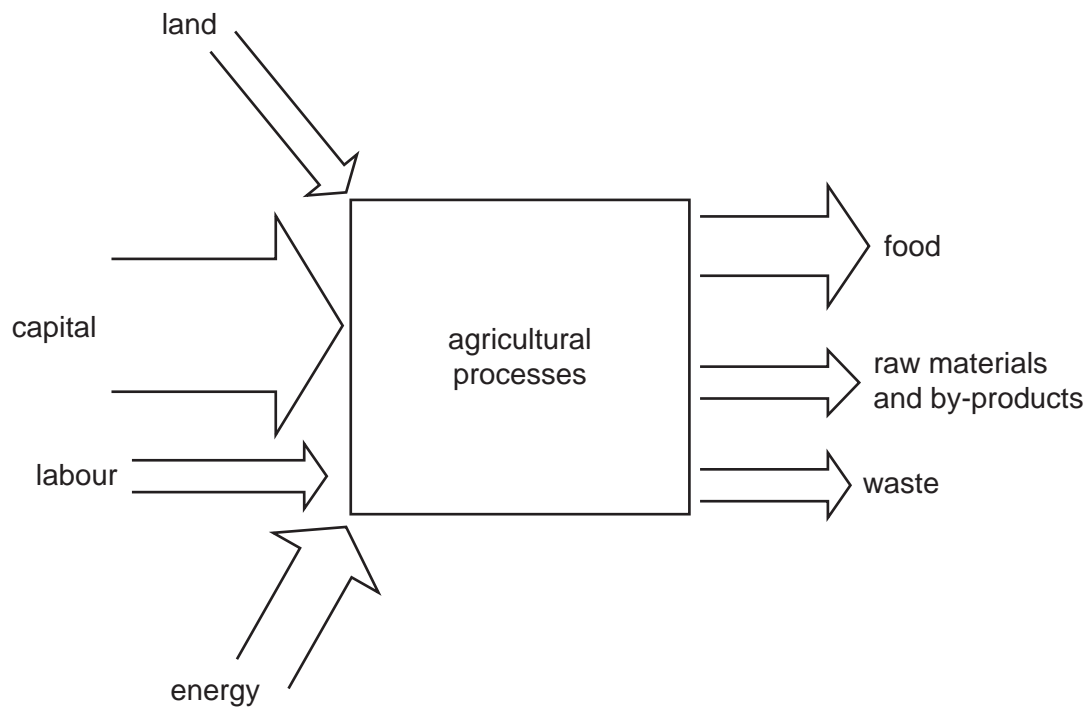 land
capital
labour
energy
agricultural
processes
food
raw materials
and by-products
waste